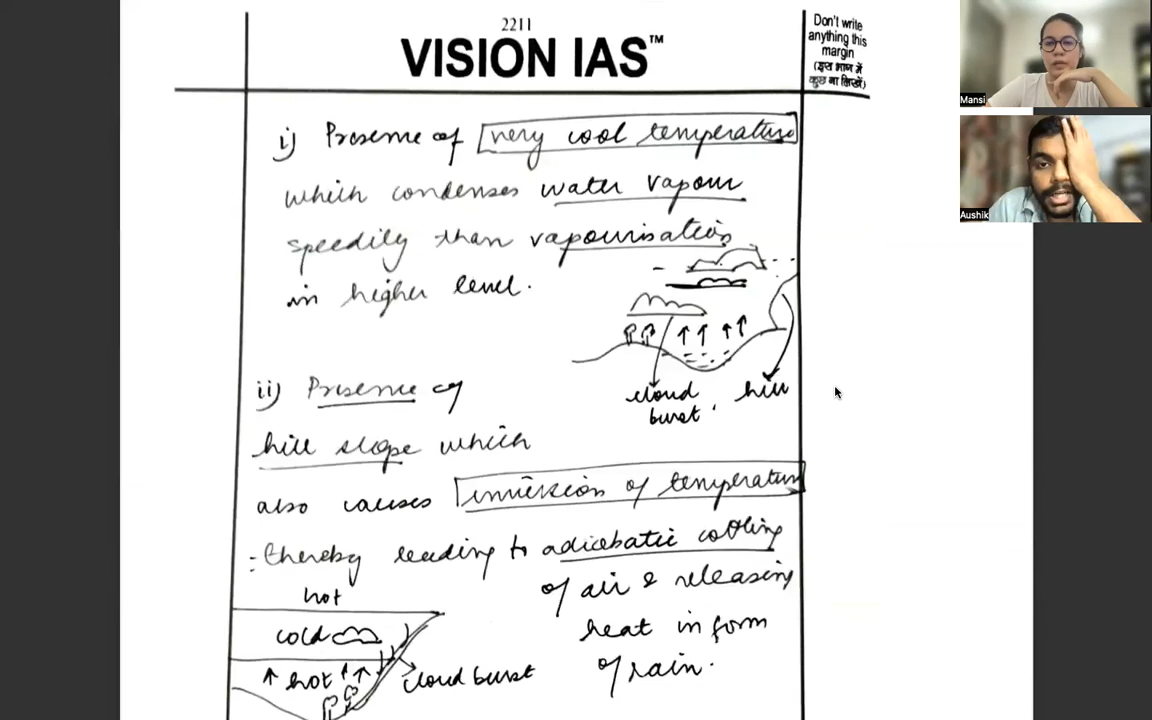 2211
VISION IAS™
Don't write
anything this
margin
(इस भाग में
कुछ ना लिखें)
i) Presence of very cool temperature
which condenses water vapour
speedily than vapourisation
in higher level.
cloud
burst.
hill
ii) Presence of
hill slope which
also causes inversion of temperature
thereby leading to adiabatic cooling
of air & releasing
heat in form
of rain.
hot
cold
hot
cloud burst
Mansi
Aushik